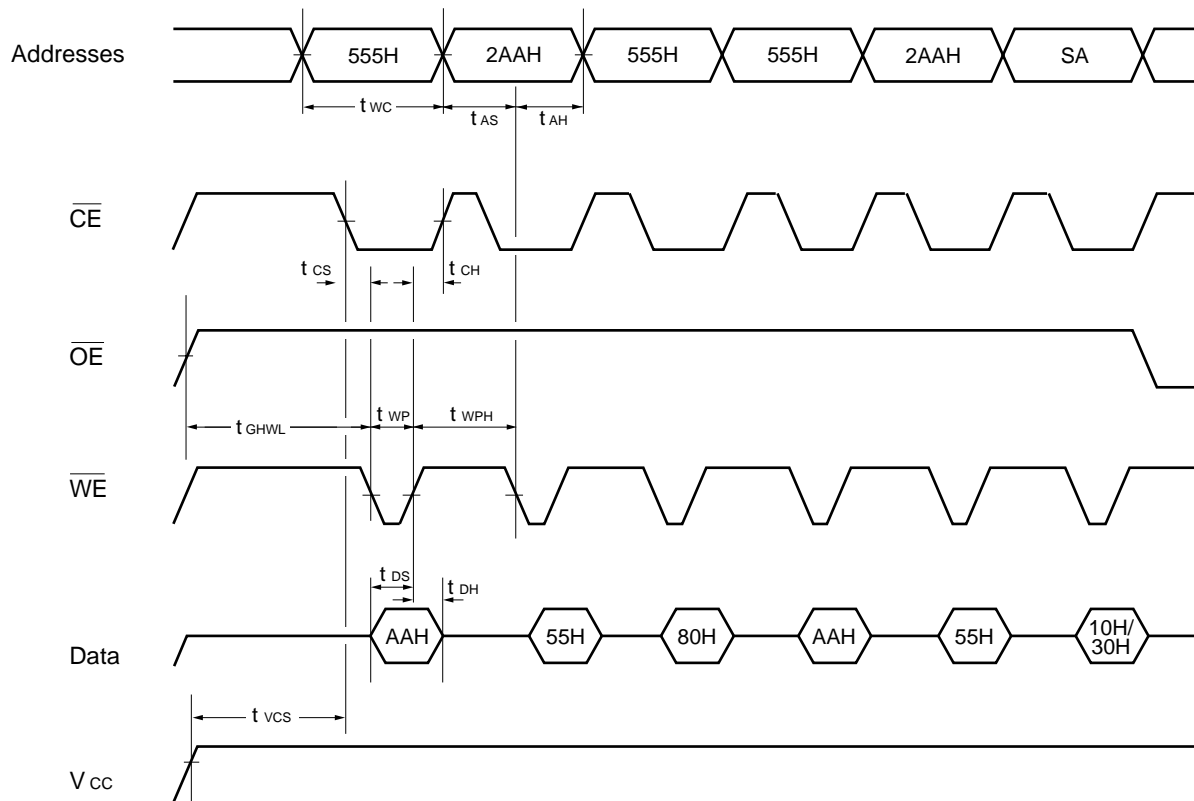 Addresses
555H 2AAH 555H 555H 2AAH SA
t WC t AS t AH
CE
t CS t CH
OE
t GHWL t WP t WPH
WE
t DS t DH
Data
AAH 55H 80H AAH 55H 10H/
30H
t VCS
V CC